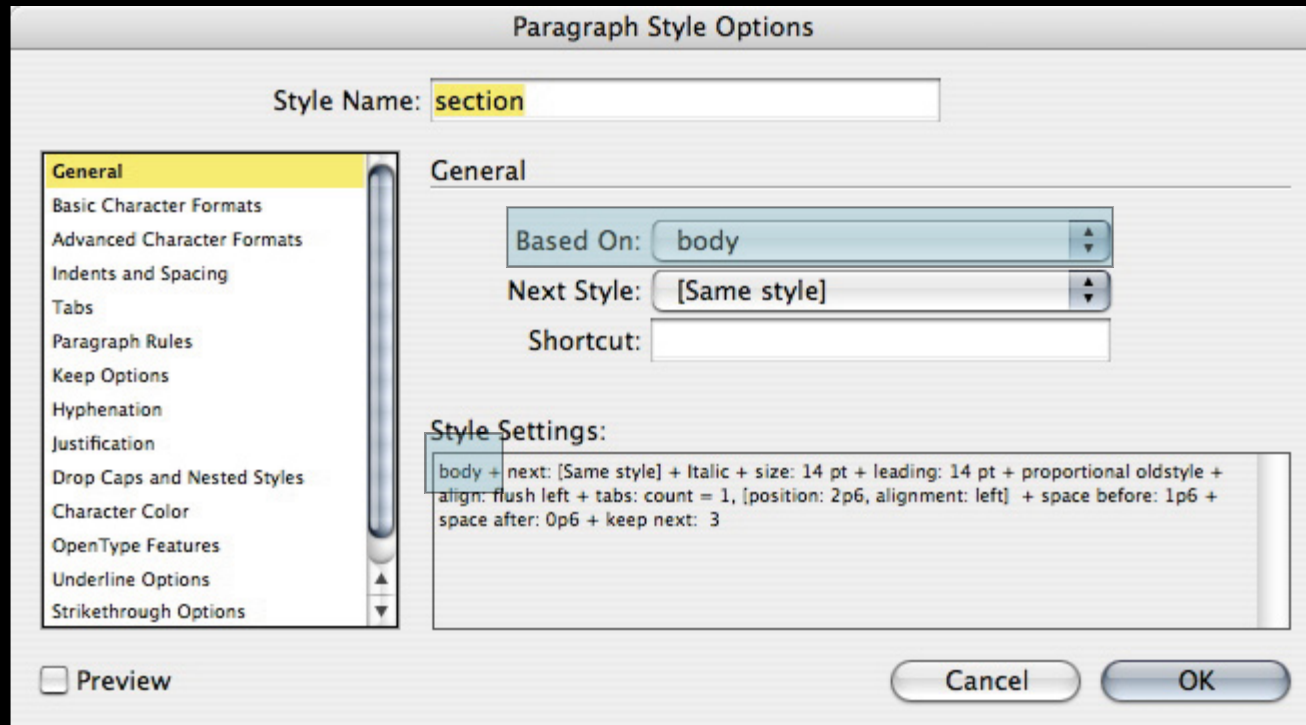 Paragraph Style Options
Style Name: section
General
Basic Character Formats
Advanced Character Formats
Indents and Spacing
Tabs
Paragraph Rules
Keep Options
Hyphenation
Justification
Drop Caps and Nested Styles
Character Color
OpenType Features
Underline Options
Strikethrough Options
General
Based On: body
Next Style: [Same style]
Shortcut:
Style Settings:
body + next: [Same style] + Italic + size: 14 pt + leading: 14 pt + proportional oldstyle +
align: flush left + tabs: count = 1, [position: 2p6, alignment: left] + space before: 1p6 +
space after: 0p6 + keep next: 3
Preview
Cancel
OK